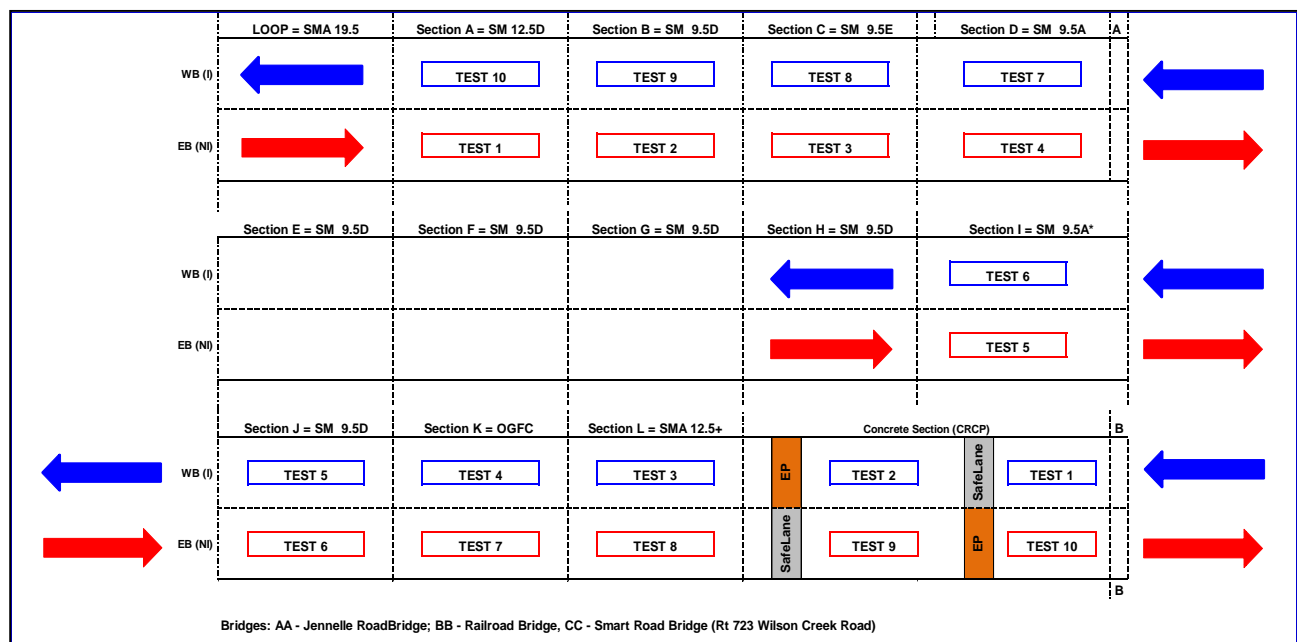 LOOP = SMA 19.5 Section A = SM 12.5D Section B = SM 9.5D Section C = SM 9.5E Section D = SM 9.5A A
WB (I) TEST 10 TEST 9 TEST 8 TEST 7
EB (NI) TEST 1 TEST 2 TEST 3 TEST 4
Section E = SM 9.5D Section F = SM 9.5D Section G = SM 9.5D Section H = SM 9.5D Section I = SM 9.5A*
WB (I) TEST 6
EB (NI) TEST 5
Section J = SM 9.5D Section K = OGFC Section L = SMA 12.5+ Concrete Section (CRCP) B
WB (I) TEST 5 TEST 4 TEST 3 EP TEST 2 SafeLane TEST 1
EB (NI) TEST 6 TEST 7 TEST 8 SafeLane TEST 9 EP TEST 10
B
Bridges: AA - Jennelle RoadBridge; BB - Railroad Bridge, CC - Smart Road Bridge (Rt 723 Wilson Creek Road)